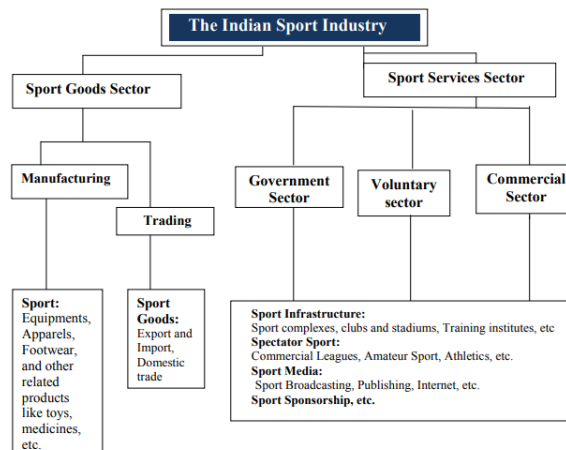 The Indian Sport Industry
Sport Goods Sector
Sport Services Sector
Manufacturing
Trading
Government
Sector
Voluntary
sector
Commercial
Sector
Sport:
Equipments,
Apparels,
Footwear,
and other
related
products
like toys,
medicines,
etc.
Sport
Goods:
Export and
Import,
Domestic
trade
Sport Infrastructure:
Sport complexes, clubs and stadiums, Training institutes, etc
Spectator Sport:
Commercial Leagues, Amateur Sport, Athletics, etc.
Sport Media:
Sport Broadcasting, Publishing, Internet, etc.
Sport Sponsorship, etc.